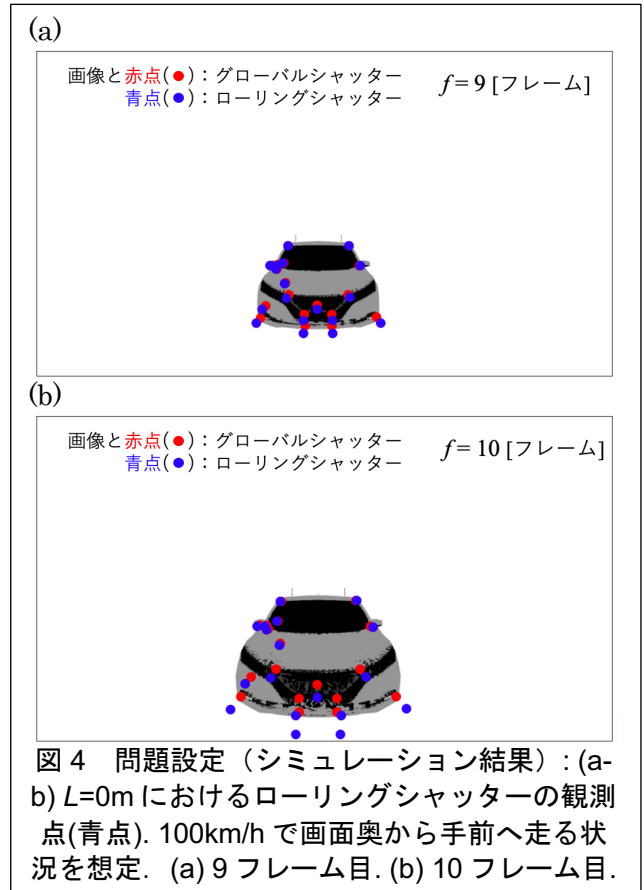 (a)
画像と赤点(●)：グローバルシャッター
青点(●)：ローリングシャッター
f = 9 [フレーム]
(b)
画像と赤点(●)：グローバルシャッター
青点(●)：ローリングシャッター
f = 10 [フレーム]
図 4　問題設定（シミュレーション結果）: (a-
b) L=0m におけるローリングシャッターの観測
点(青点). 100km/h で画面奥から手前へ走る状
況を想定. (a) 9 フレーム目. (b) 10 フレーム目.